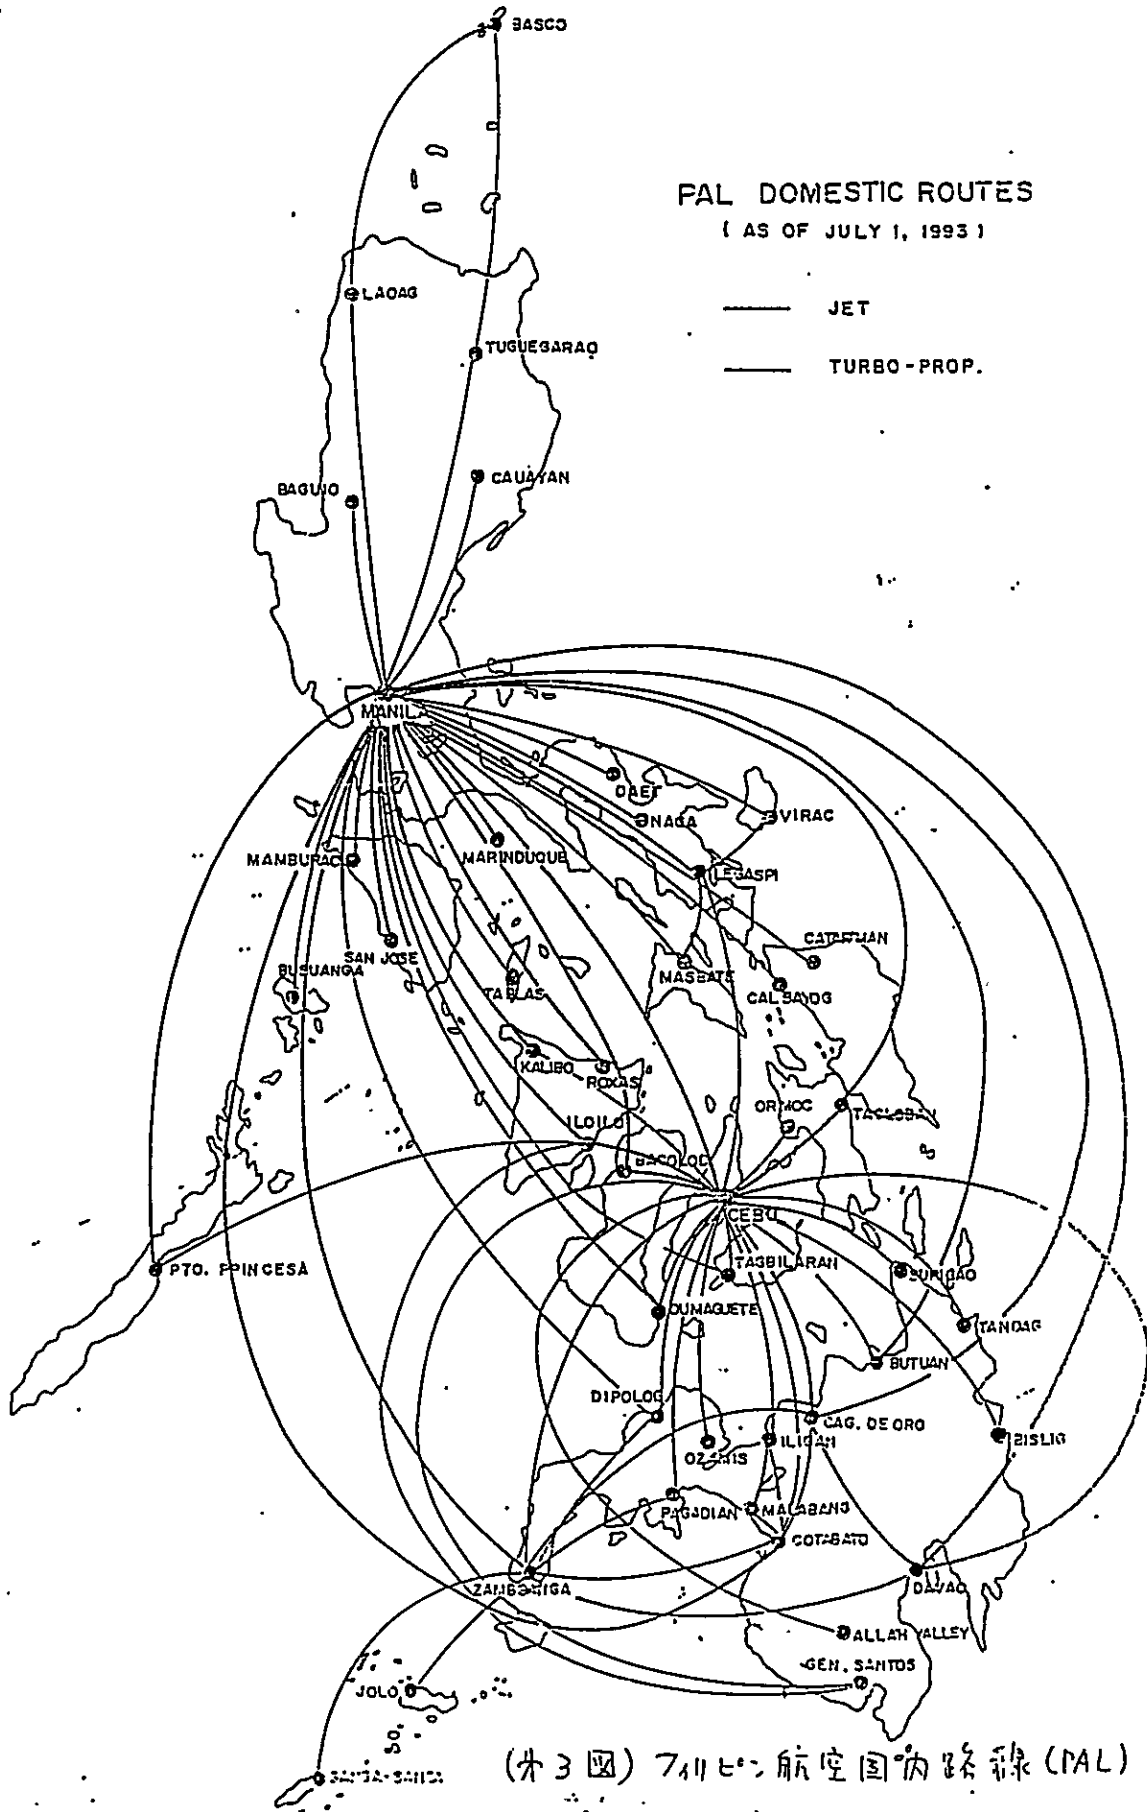 BASCO
PAL DOMESTIC ROUTES
( AS OF JULY 1, 1993 )
JET
TURBO-PROP.
LAOAG
TUGUEGARAO
CAUAYAN
BAGUIO
MANILA
DAET
NAGA
VIRAC
MAMBURAO
MARINDUQUE
LEGASPI
SAN JOSE
CATARMAN
BUSUANGA
TABLAS
MASBATE
CALBAYOG
KALIBO
ROXAS
ORMOC
TACLOBAN
ILOILO
BACOLOD
CEBU
PTO. PRINCESA
TAGBILARAN
SURIGAO
DUMAGUETE
TANDAG
BUTUAN
DIPOLOG
CAG. DE ORO
OZAMIS
ILIGAN
BISLIG
PAGADIAN
MALABANG
COTABATO
ZAMBOANGA
DAVAO
ALLAH VALLEY
GEN. SANTOS
JOLO
SANGA-SANGA
(第3図) フィリピン航空国内路線 (PAL)